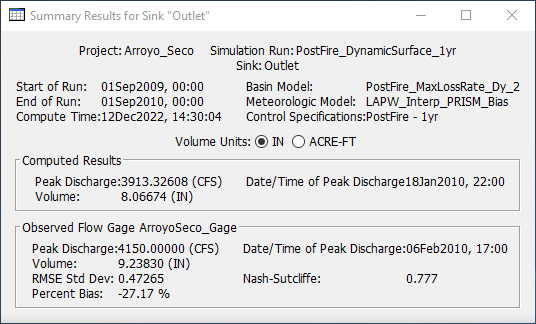 Summary Results for Sink "Outlet"
Project: Arroyo_Seco Simulation Run: PostFire_DynamicSurface_1yr
Sink: Outlet
Start of Run: 01Sep2009, 00:00 Basin Model: PostFire_MaxLossRate_Dy_2
End of Run: 01Sep2010, 00:00 Meteorologic Model: LAPW_Interp_PRISM_Bias
Compute Time:12Dec2022, 14:30:04 Control Specifications:PostFire - 1yr
Volume Units: IN ACRE-FT
Computed Results
Peak Discharge:3913.32608 (CFS) Date/Time of Peak Discharge18Jan2010, 22:00
Volume: 8.06674 (IN)
Observed Flow Gage ArroyoSeco_Gage
Peak Discharge:4150.00000 (CFS) Date/Time of Peak Discharge:06Feb2010, 17:00
Volume: 9.23830 (IN)
RMSE Std Dev: 0.47265 Nash-Sutcliffe: 0.777
Percent Bias: -27.17 %